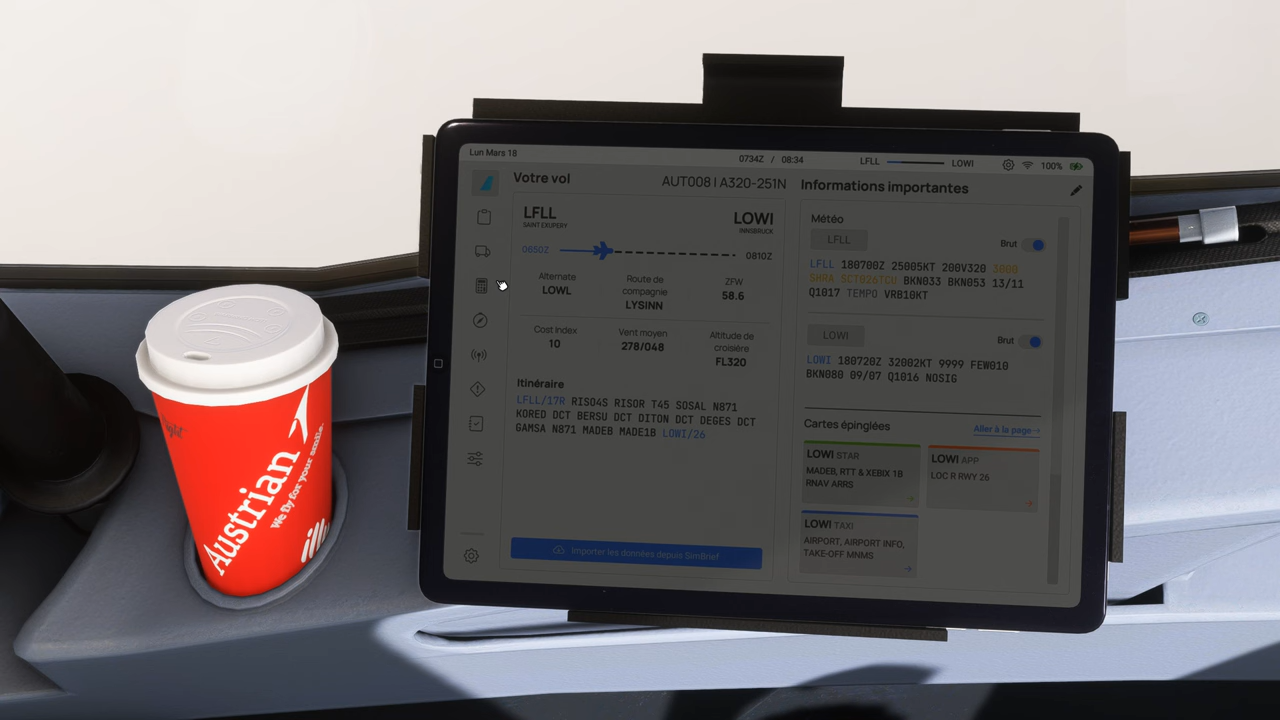 Austrian
We fly for your smile.
Lun Mars 18
0734Z / 08:34
LFLL
LOWI
100%
Votre vol
AUT008 | A320-251N
LFLL
SAINT EXUPERY
LOWI
INNSBRUCK
0650Z
0810Z
Alternate
LOWL
Route de
compagnie
LYSINN
ZFW
58.6
Cost Index
10
Vent moyen
278/048
Altitude de
croisière
FL320
Itinéraire
LFLL/17R RISO4S RISOR T45 SOSAL N871
KORED DCT BERSU DCT DITON DCT DEGES DCT
GAMSA N871 MADEB MADE1B LOWI/26
Importer les données depuis SimBrief
Informations importantes
Météo
LFLL
Brut
LFLL 180700Z 25005KT 200V320 3000
SHRA SCT026TCU BKN033 BKN053 13/11
Q1017 TEMPO VRB10KT
LOWI
Brut
LOWI 180720Z 32002KT 9999 FEW010
BKN080 09/07 Q1016 NOSIG
Cartes épinglées
Aller à la page
LOWI STAR
MADEB, RTT & XEBIX 1B
RNAV ARRS
LOWI APP
LOC R RWY 26
LOWI TAXI
AIRPORT, AIRPORT INFO,
TAKE-OFF MNMS